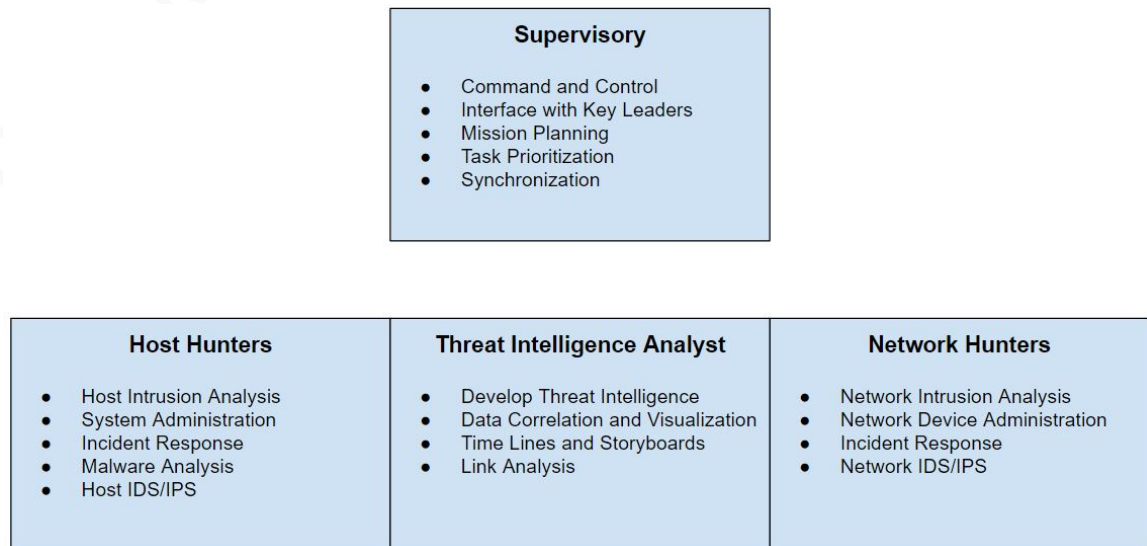 Supervisory
● Command and Control
● Interface with Key Leaders
● Mission Planning
● Task Prioritization
● Synchronization
Host Hunters
● Host Intrusion Analysis
● System Administration
● Incident Response
● Malware Analysis
● Host IDS/IPS
Threat Intelligence Analyst
● Develop Threat Intelligence
● Data Correlation and Visualization
● Time Lines and Storyboards
● Link Analysis
Network Hunters
● Network Intrusion Analysis
● Network Device Administration
● Incident Response
● Network IDS/IPS